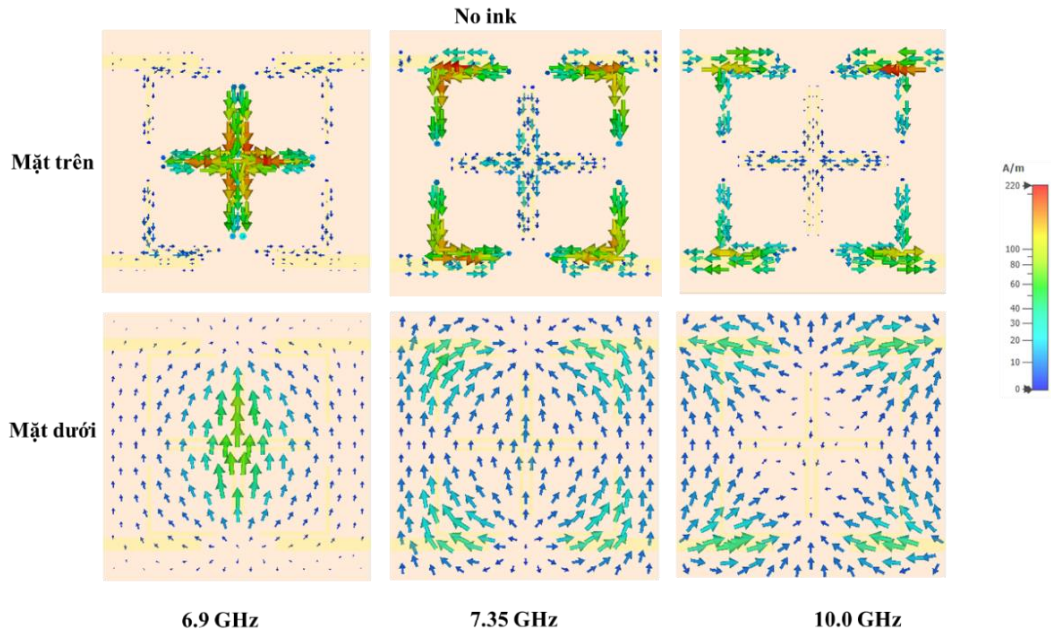 No ink
Mặt trên
A/m
220
100
80
60
40
30
20
10
0
Mặt dưới
6.9 GHz
7.35 GHz
10.0 GHz